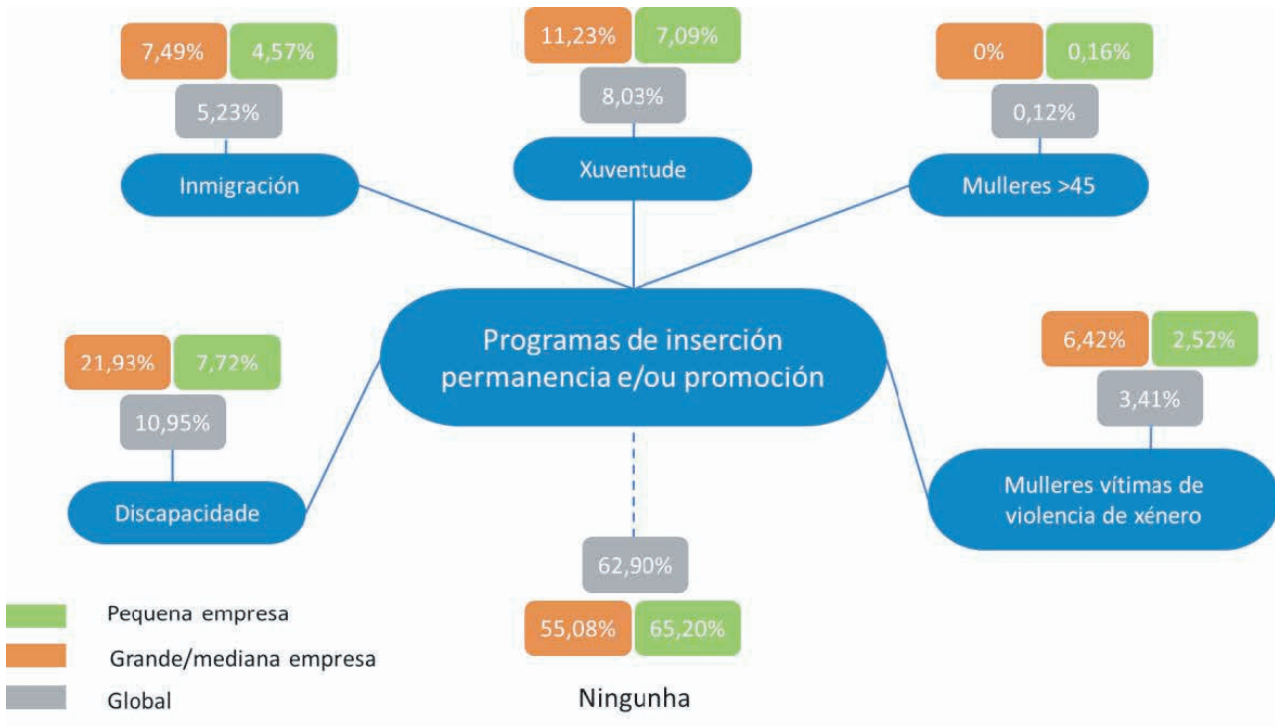 7,49% 4,57%
5,23%
Inmigración
11,23% 7,09%
8,03%
Xuventude
0% 0,16%
0,12%
Mulleres >45
Programas de inserción
permanencia e/ou promoción
21,93% 7,72%
10,95%
Discapacidade
6,42% 2,52%
3,41%
Mulleres vítimas de
violencia de xénero
62,90%
55,08% 65,20%
Ningunha
Pequena empresa
Grande/mediana empresa
Global